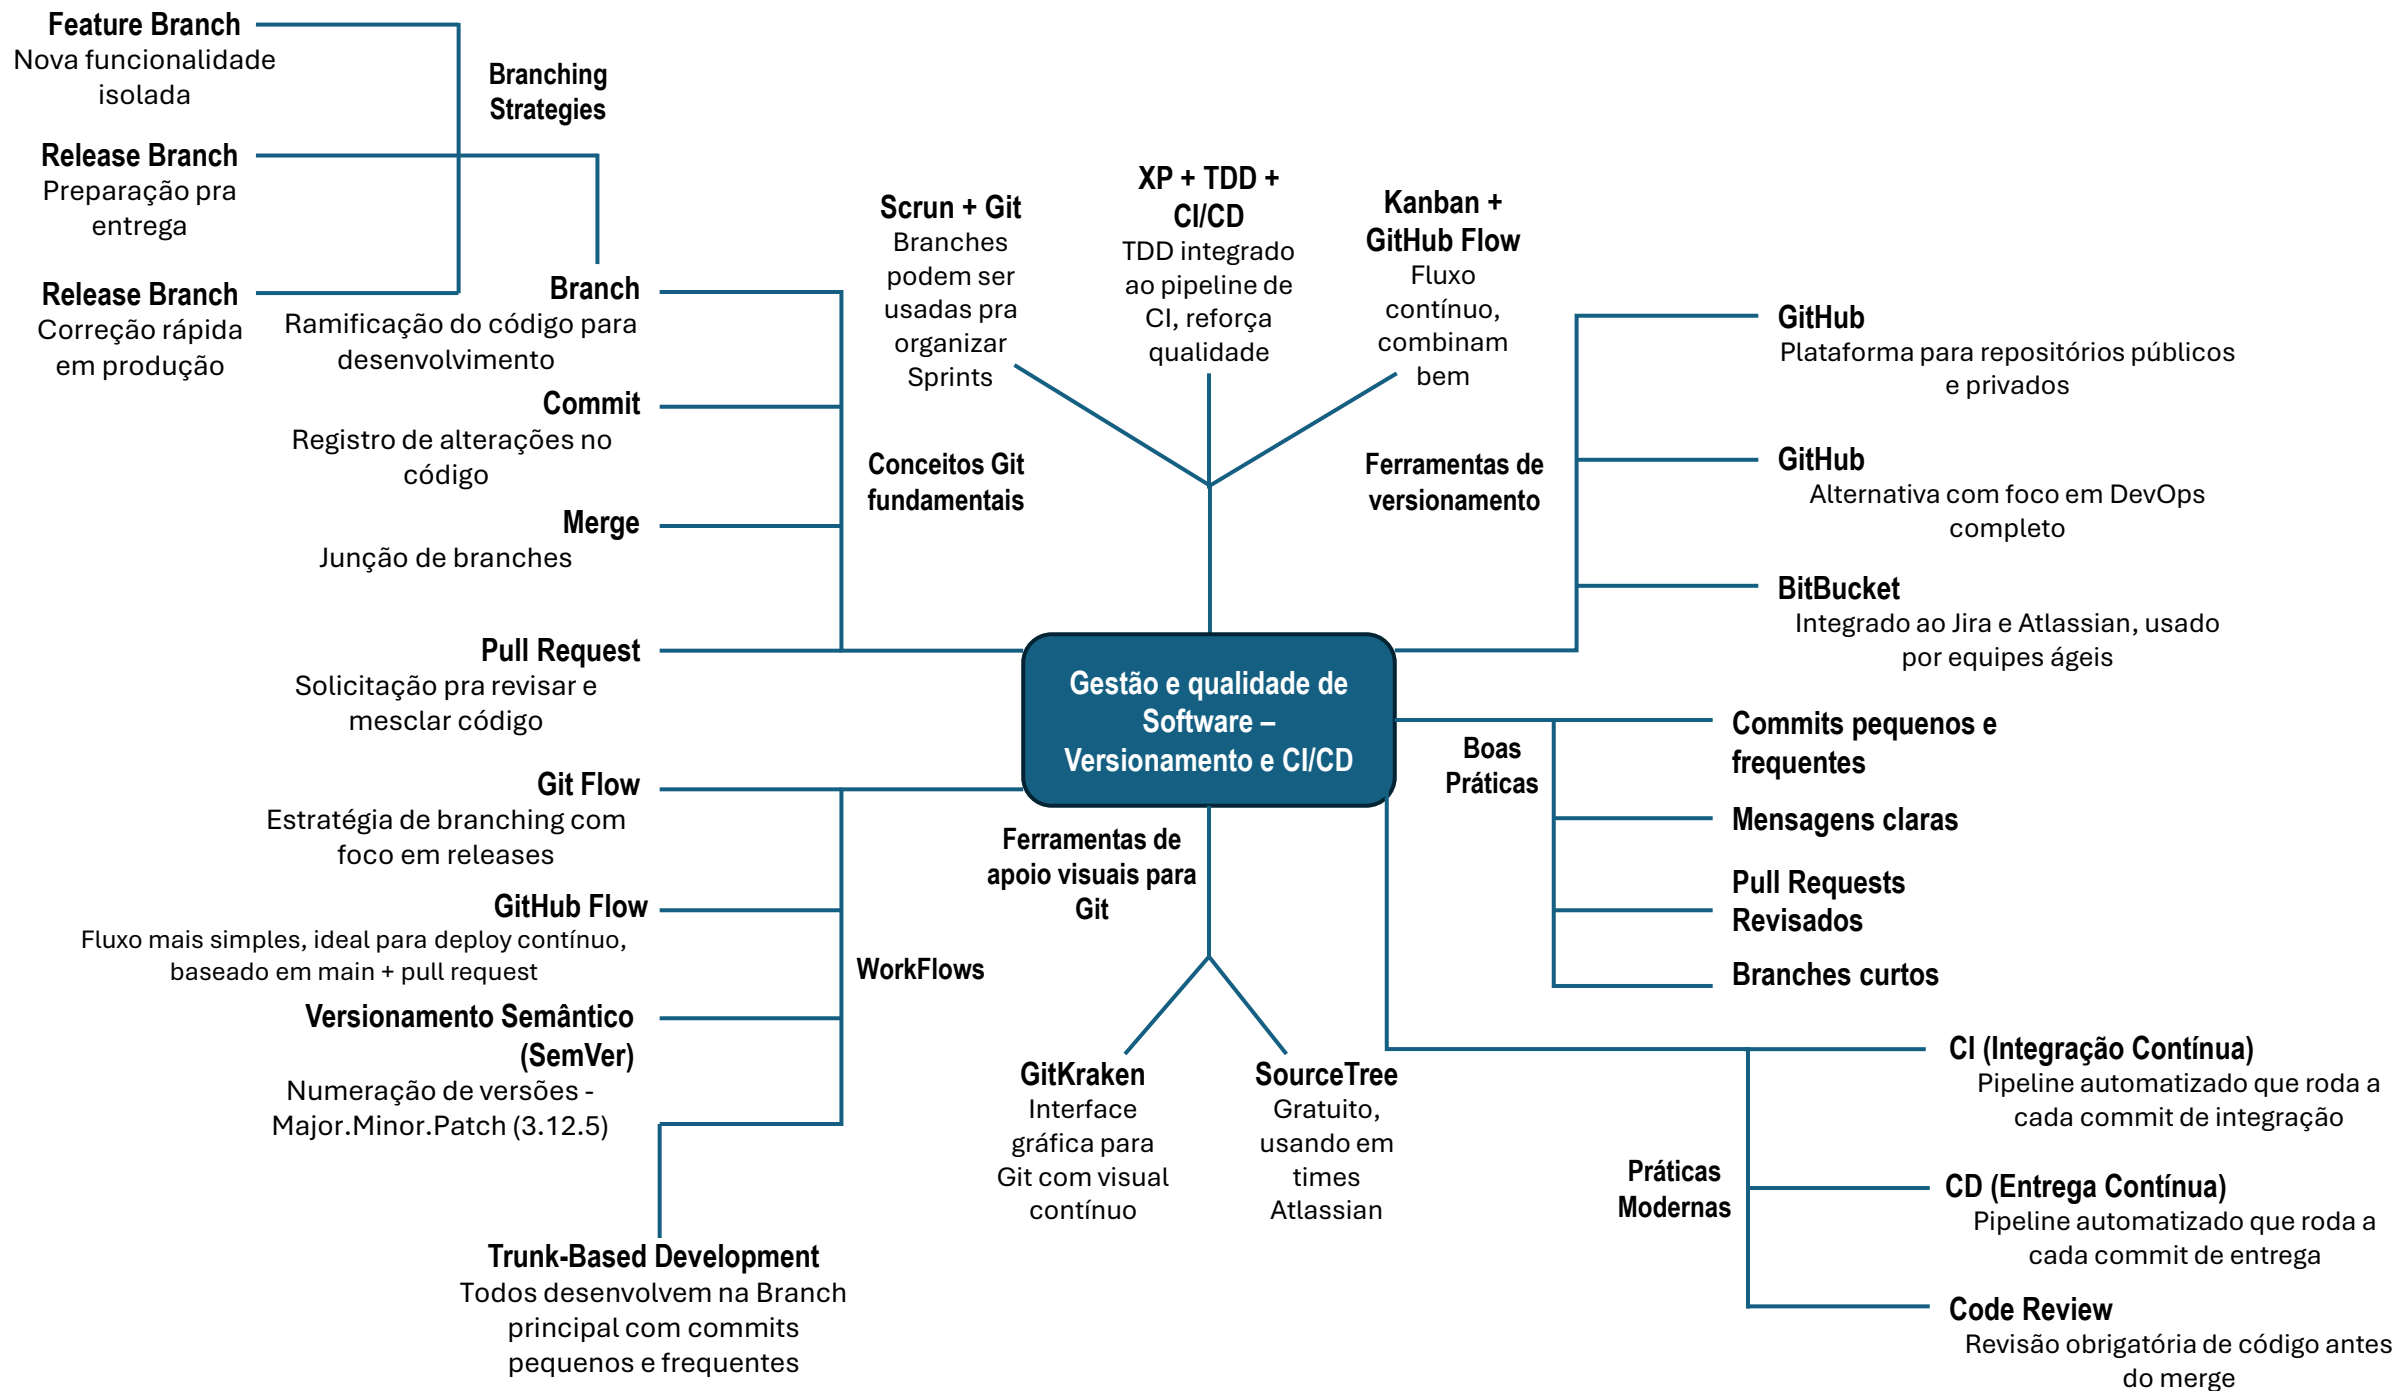 Feature Branch
Nova funcionalidade
isolada
Branching
Strategies
Release Branch
Preparação pra
entrega
Release Branch
Correção rápida
em produção
Branch
Ramificação do código para
desenvolvimento
Commit
Registro de alterações no
código
Merge
Junção de branches
Pull Request
Solicitação pra revisar e
mesclar código
Conceitos Git
fundamentais
Scrun + Git
Branches
podem ser
usadas pra
organizar
Sprints
XP + TDD +
CI/CD
TDD integrado
ao pipeline de
CI, reforça
qualidade
Kanban +
GitHub Flow
Fluxo
contínuo,
combinam
bem
Ferramentas de
versionamento
GitHub
Plataforma para repositórios públicos
e privados
GitHub
Alternativa com foco em DevOps
completo
BitBucket
Integrado ao Jira e Atlassian, usado
por equipes ágeis
Gestão e qualidade de
Software –
Versionamento e CI/CD
Boas
Práticas
Commits pequenos e
frequentes
Mensagens claras
Pull Requests
Revisados
Branches curtos
Git Flow
Estratégia de branching com
foco em releases
GitHub Flow
Fluxo mais simples, ideal para deploy contínuo,
baseado em main + pull request
WorkFlows
Versionamento Semântico
(SemVer)
Numeração de versões -
Major.Minor.Patch (3.12.5)
Trunk-Based Development
Todos desenvolvem na Branch
principal com commits
pequenos e frequentes
Ferramentas de
apoio visuais para
Git
GitKraken
Interface
gráfica para
Git com visual
contínuo
SourceTree
Gratuito,
usando em
times
Atlassian
Práticas
Modernas
CI (Integração Contínua)
Pipeline automatizado que roda a
cada commit de integração
CD (Entrega Contínua)
Pipeline automatizado que roda a
cada commit de entrega
Code Review
Revisão obrigatória de código antes
do merge